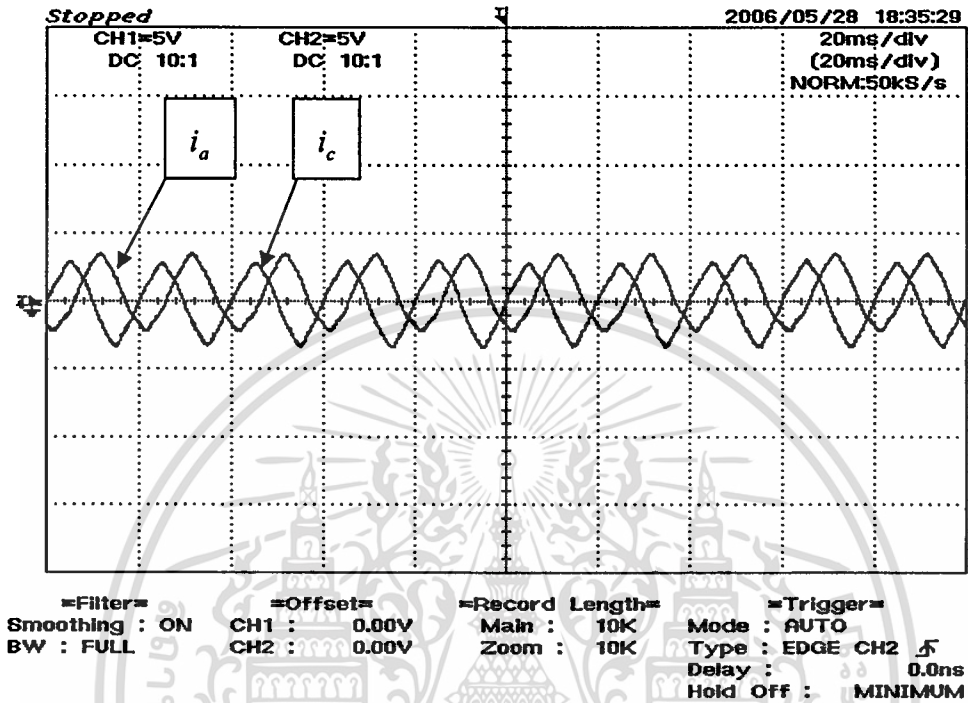 Stopped
2006/05/28 18:35:29
CH1=5V
DC 10:1
CH2=5V
DC 10:1
20ms/div
(20ms/div)
NORM:50kS/s
i_a
i_c
=Filter=
Smoothing : ON
BW : FULL
=Offset=
CH1 : 0.00V
CH2 : 0.00V
=Record Length=
Main : 10K
Zoom : 10K
=Trigger=
Mode : AUTO
Type : EDGE CH2
Delay : 0.0ns
Hold Off : MINIMUM